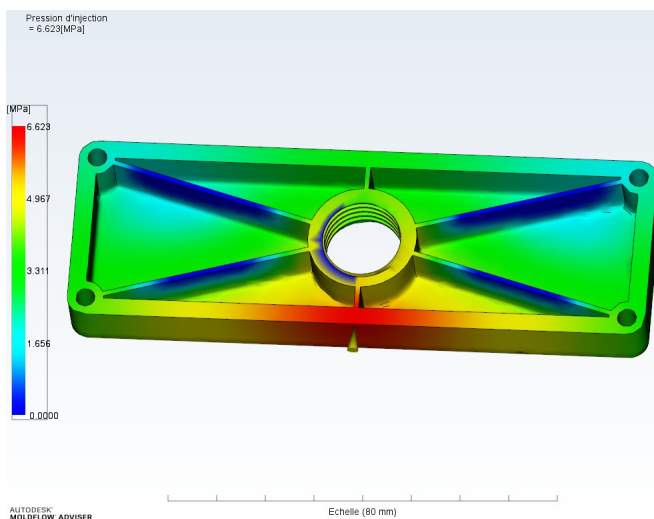 Pression d'injection
= 6.623[MPa]
[MPa]
6.623
4.967
3.311
1.656
0.0000
Echelle (80 mm)
AUTODESK'
MOLDFLOW ADVISER